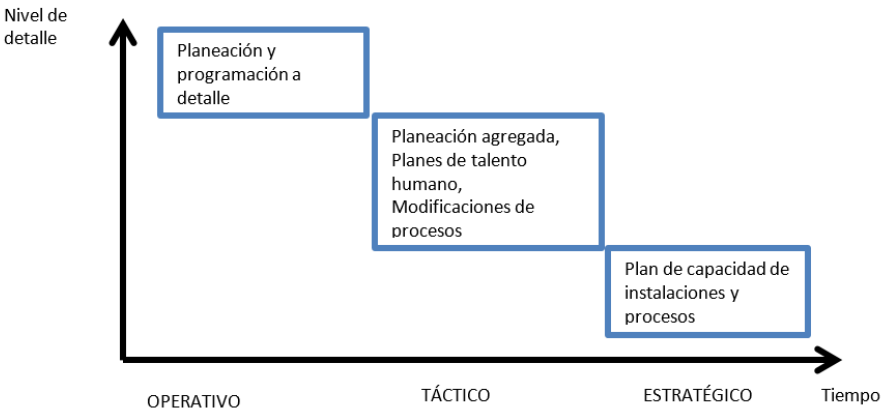 Nivel de
detalle
Planeación y
programación a
detalle
Planeación agregada,
Planes de talento
humano,
Modificaciones de
procesos
Plan de capacidad de
instalaciones y
procesos
OPERATIVO
TÁCTICO
ESTRATÉGICO
Tiempo